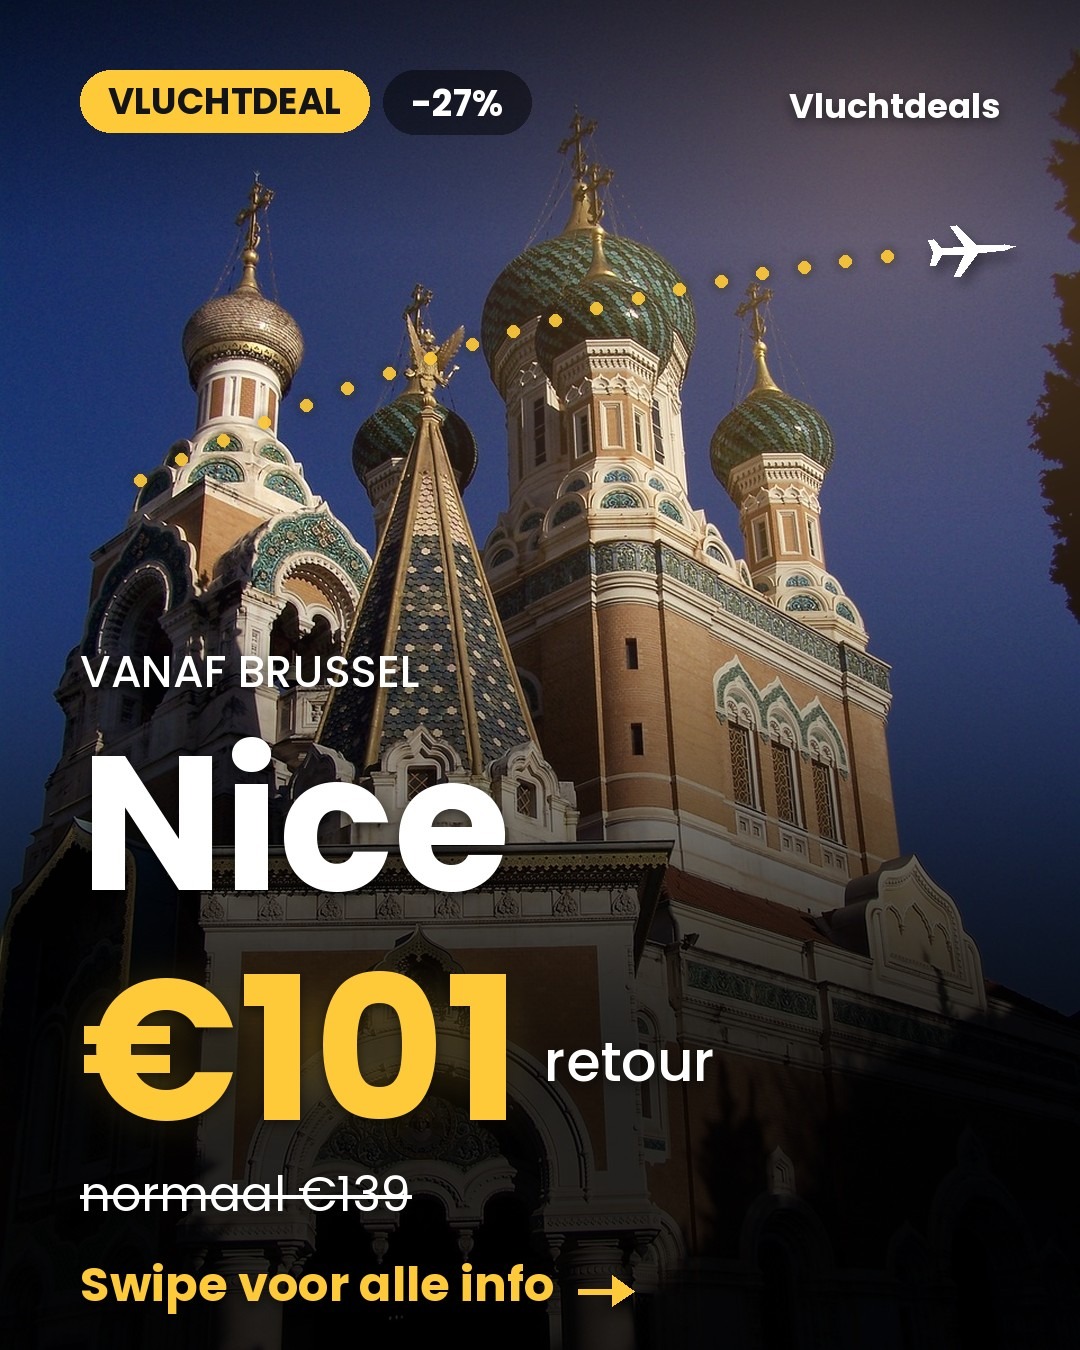 VLUCHTDEAL -27% Vluchtdeals
VANAF BRUSSEL
Nice
€101 retour
normaal €139
Swipe voor alle info →